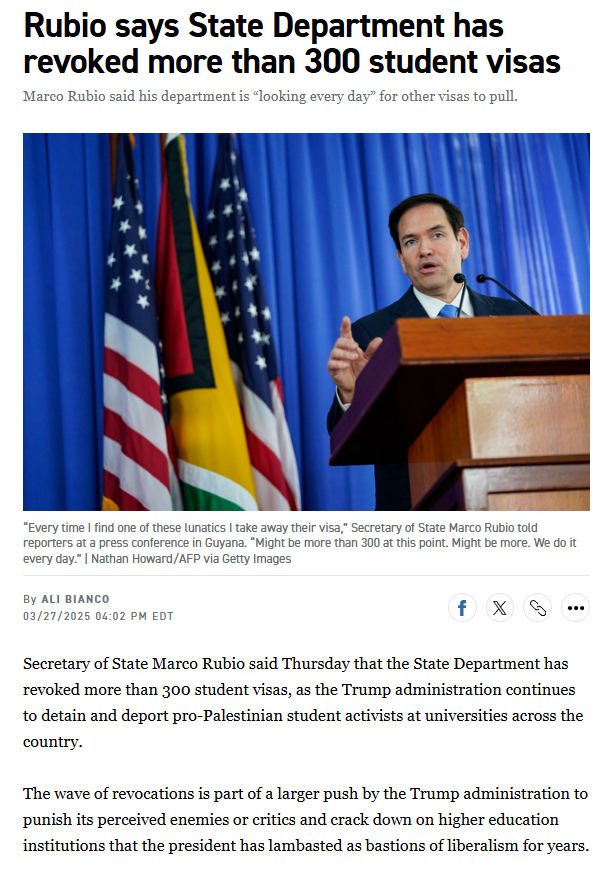 Rubio says State Department has
revoked more than 300 student visas
Marco Rubio said his department is “looking every day” for other visas to pull.
“Every time I find one of these lunatics I take away their visa,” Secretary of State Marco Rubio told
reporters at a press conference in Guyana. “Might be more than 300 at this point. Might be more. We do it
every day.” | Nathan Howard/AFP via Getty Images
By ALI BIANCO
03/27/2025 04:02 PM EDT
Secretary of State Marco Rubio said Thursday that the State Department has
revoked more than 300 student visas, as the Trump administration continues
to detain and deport pro-Palestinian student activists at universities across the
country.
The wave of revocations is part of a larger push by the Trump administration to
punish its perceived enemies or critics and crack down on higher education
institutions that the president has lambasted as bastions of liberalism for years.